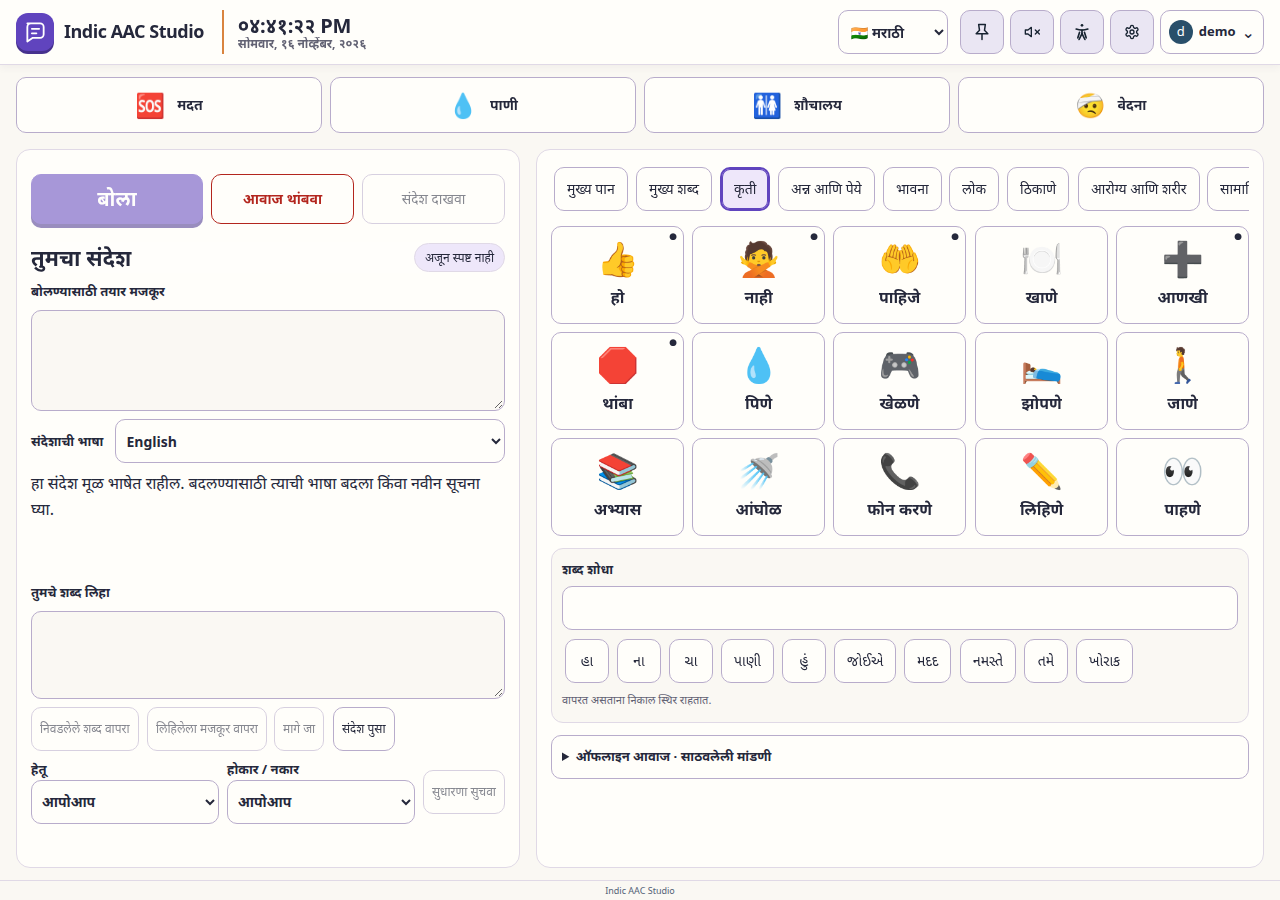 Indic AAC Studio
०४:४१:२२ PM
सोमवार, १६ नोव्हेंबर, २०२६
मराठी
d demo
SOS मदत
पाणी
शौचालय
वेदना
बोला
आवाज थांबवा
संदेश दाखवा
तुमचा संदेश
अजून स्पष्ट नाही
बोलण्यासाठी तयार मजकूर
संदेशाची भाषा
English
हा संदेश मूळ भाषेत राहील. बदलण्यासाठी त्याची भाषा बदला किंवा नवीन सूचना
घ्या.
तुमचे शब्द लिहा
निवडलेले शब्द वापरा
लिहिलेला मजकूर वापरा
मागे जा
संदेश पुसा
हेतू
आपोआप
होकार / नकार
आपोआप
सुधारणा सुचवा
मुख्य पान
मुख्य शब्द
कृती
अन्न आणि पेये
भावना
लोक
ठिकाणे
आरोग्य आणि शरीर
हो
नाही
पाहिजे
खाणे
आणखी
थांबा
पिणे
खेळणे
झोपणे
जाणे
अभ्यास
आंघोळ
फोन करणे
लिहिणे
पाहणे
शब्द शोधा
હા
ના
ચા
પાણી
હું
જોઈએ
મદદ
નમસ્તે
તમે
ખોરાક
वापरत असताना निकाल स्थिर राहतात.
ऑफलाइन आवाज · साठवलेली मांडणी
Indic AAC Studio